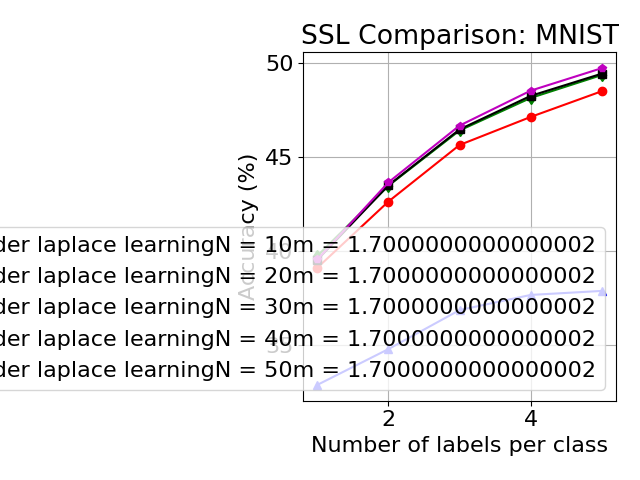 SSL Comparison: MNIST
50
45
40
35
Accuracy (%)
der laplace learningN = 10m = 1.7000000000000002
der laplace learningN = 20m = 1.7000000000000002
der laplace learningN = 30m = 1.7000000000000002
der laplace learningN = 40m = 1.7000000000000002
der laplace learningN = 50m = 1.7000000000000002
2 4
Number of labels per class